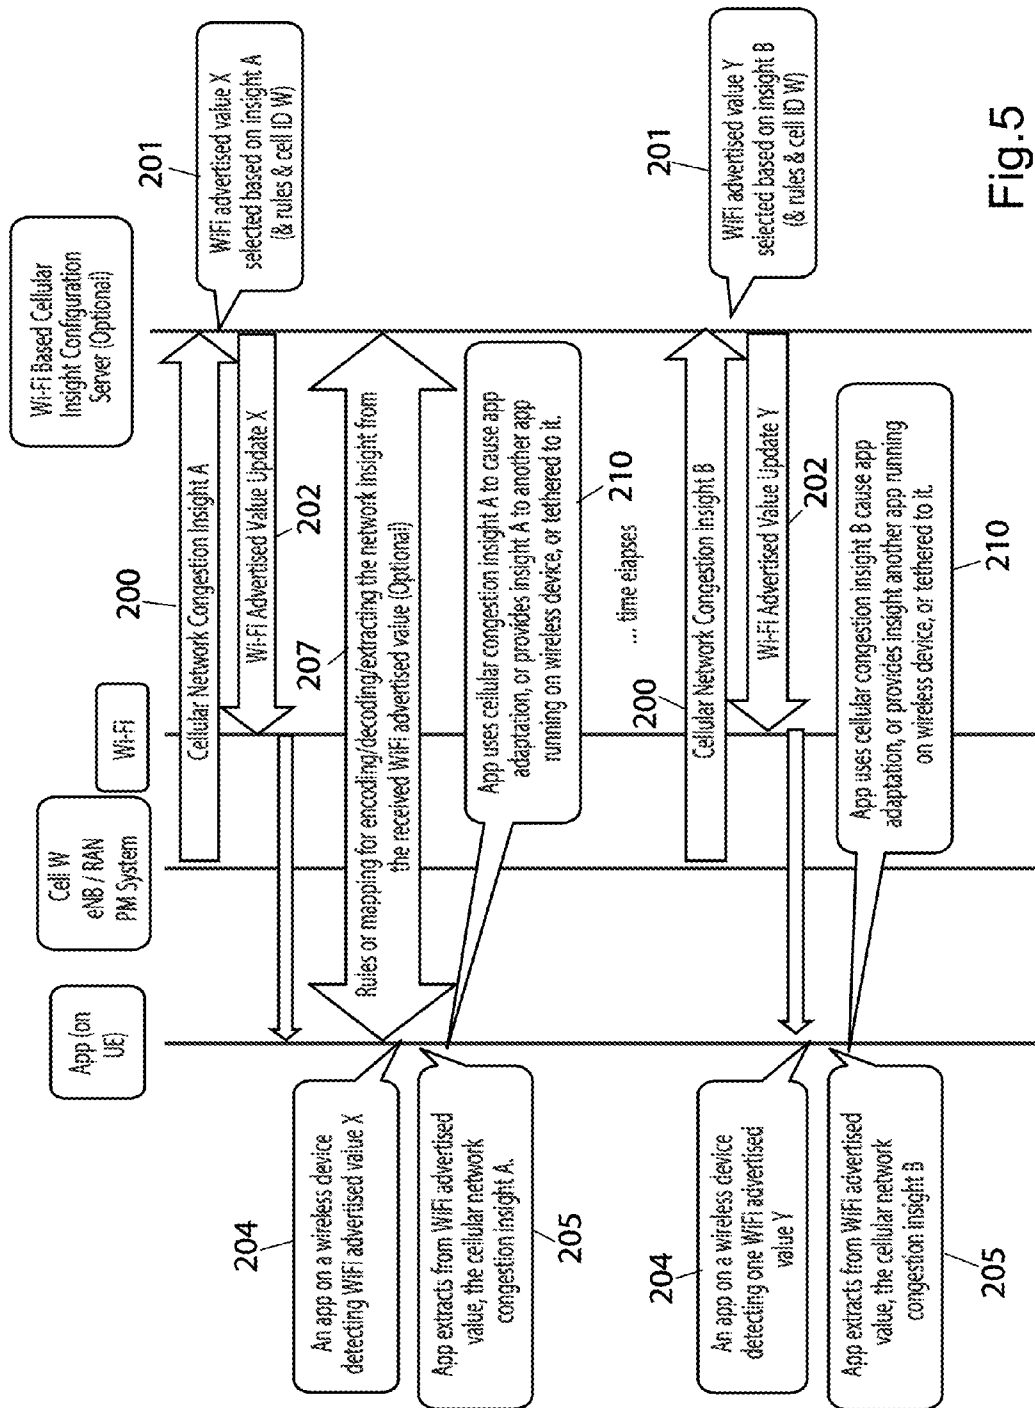 App (on
UE)
Cell W
eNB / RAN
PM System
Wi-Fi
Wi-Fi Based Cellular
Insight Configuration
Server (Optional)
200
Cellular Network Congestion Insight A
201
WiFi advertised value X
selected based on insight A
(& rules & cell ID W)
Wi-Fi Advertised Value Update X
202
204
An app on a wireless device
detecting WiFi advertised value X
207
Rules or mapping for encoding/decoding/extracting the network insight from
the received WiFi advertised value (Optional)
App extracts from WiFi advertised
value, the cellular network
congestion insight A.
205
App uses cellular congestion insight A to cause app
adaptation, or provides insight A to another app
running on wireless device, or tethered to it.
210
... time elapses
200
Cellular Network Congestion insight B
201
WiFi advertised value Y
selected based on insight B
(& rules & cell ID W)
Wi-Fi Advertised Value Update Y
202
204
An app on a wireless device
detecting one WiFi advertised
value Y
App extracts from WiFi advertised
value, the cellular network
congestion insight B
205
App uses cellular congestion insight B cause app
adaptation, or provides insight another app running
on wireless device, or tethered to it.
210
Fig.5